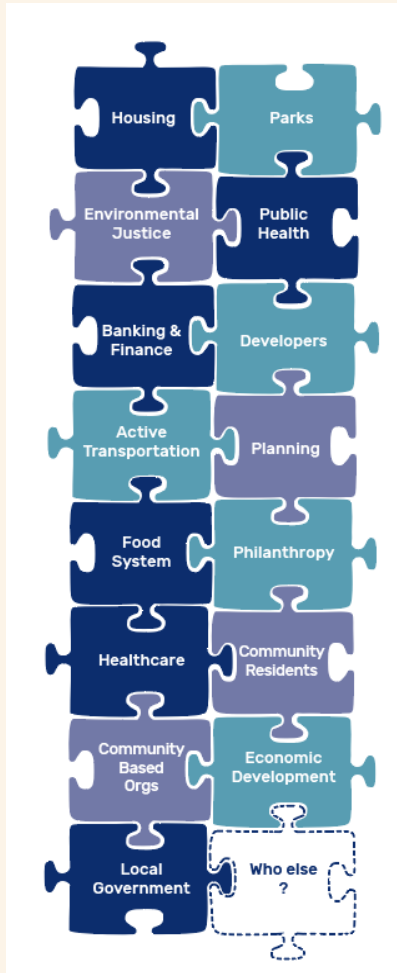 Housing
Parks
Environmental
Justice
Public
Health
Banking &
Finance
Developers
Active
Transportation
Planning
Food
System
Philanthropy
Healthcare
Community
Residents
Community
Based
Orgs
Economic
Development
Local
Government
Who else
?